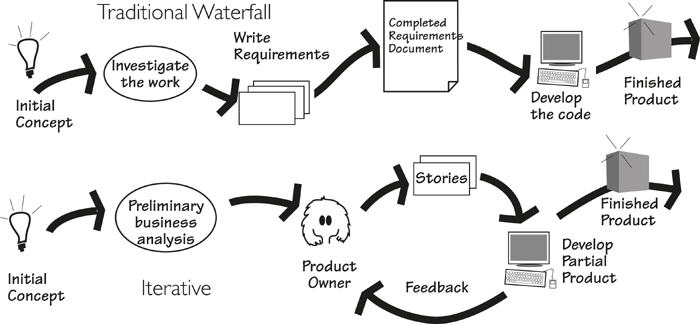 Traditional Waterfall
Initial
Concept
Investigate
the work
Write
Requirements
Completed
Requirements
Document
Develop
the code
Finished
Product
Initial
Concept
Preliminary
business
analysis
Iterative
Product
Owner
Stories
Feedback
Develop
Partial
Product
Finished
Product